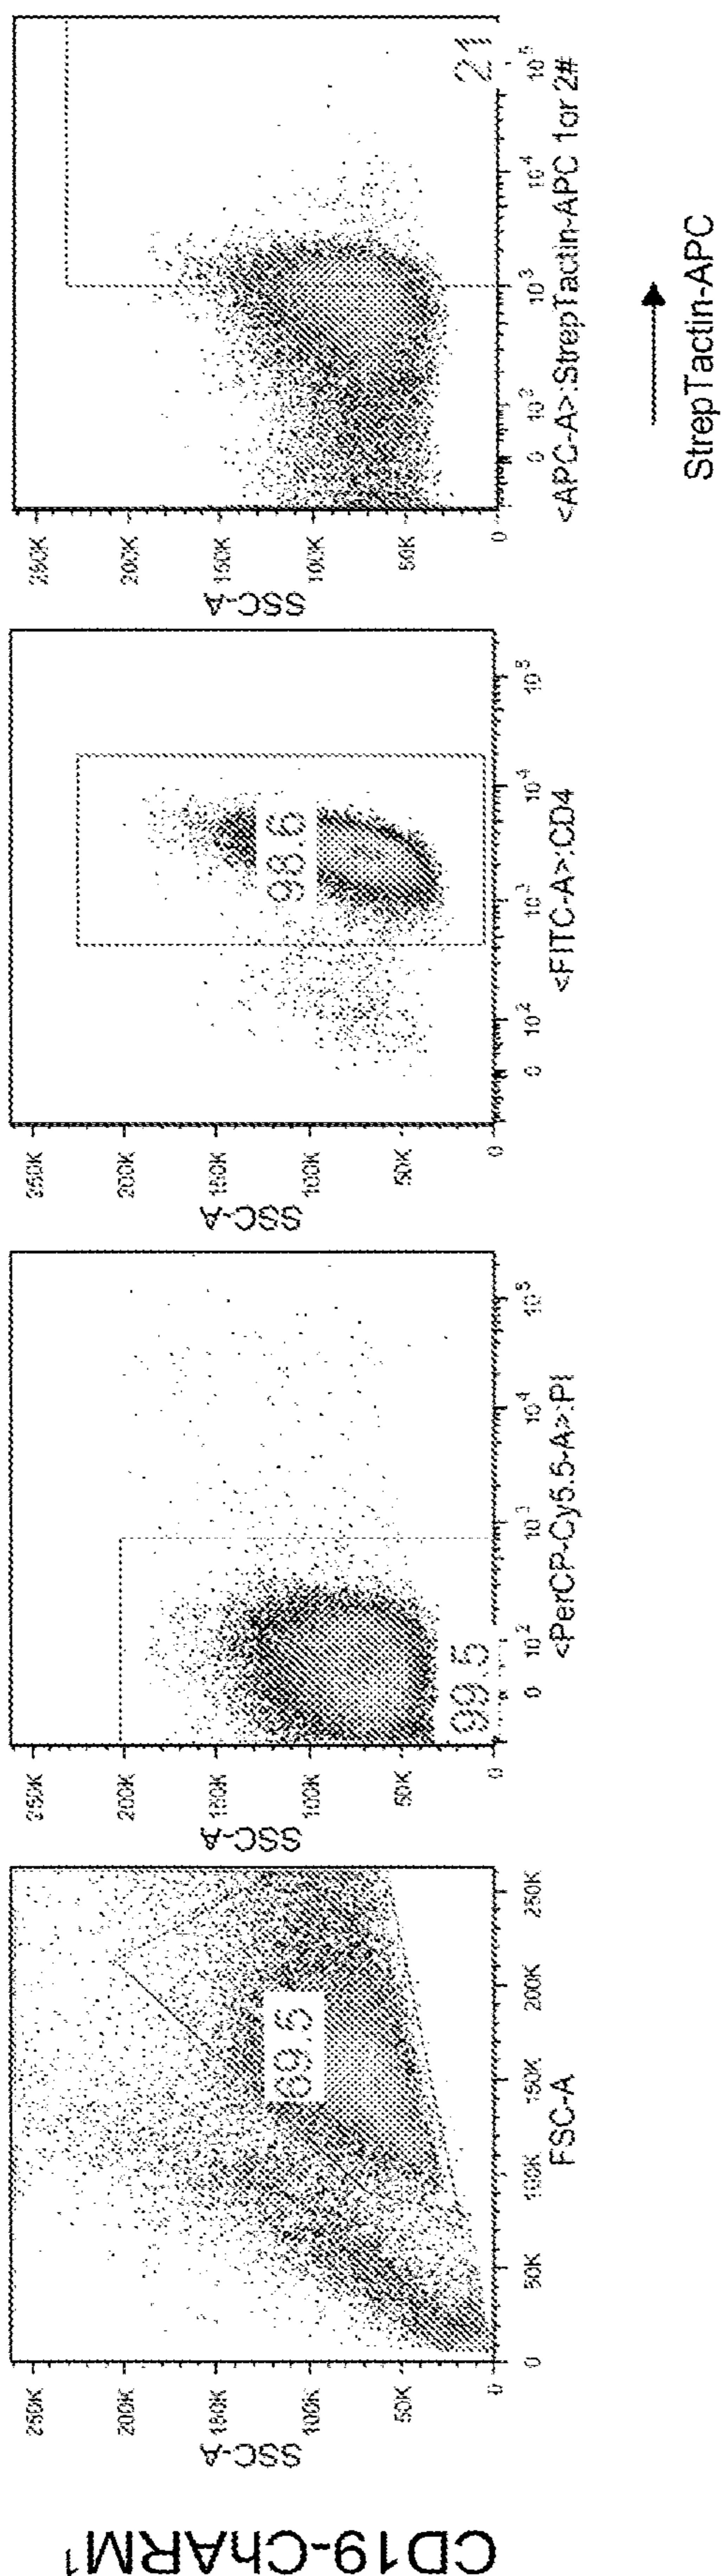 CD19-ChARM¹
250K
200K
150K
100K
50K
0
SSC-A
69.5
0
50K
100K
150K
200K
250K
FSC-A
250K
200K
150K
100K
50K
0
SSC-A
99.5
0
10²
10³
10⁴
10⁵
<PerCP-Cy5.5-A>:PI
250K
200K
150K
100K
50K
0
SSC-A
98.6
0
10²
10³
10⁴
10⁵
<FITC-A>:CD4
250K
200K
150K
100K
50K
0
SSC-A
21
0
10²
10³
10⁴
10⁵
<APC-A>:StrepTactin-APC 1or 2#
StrepTactin-APC